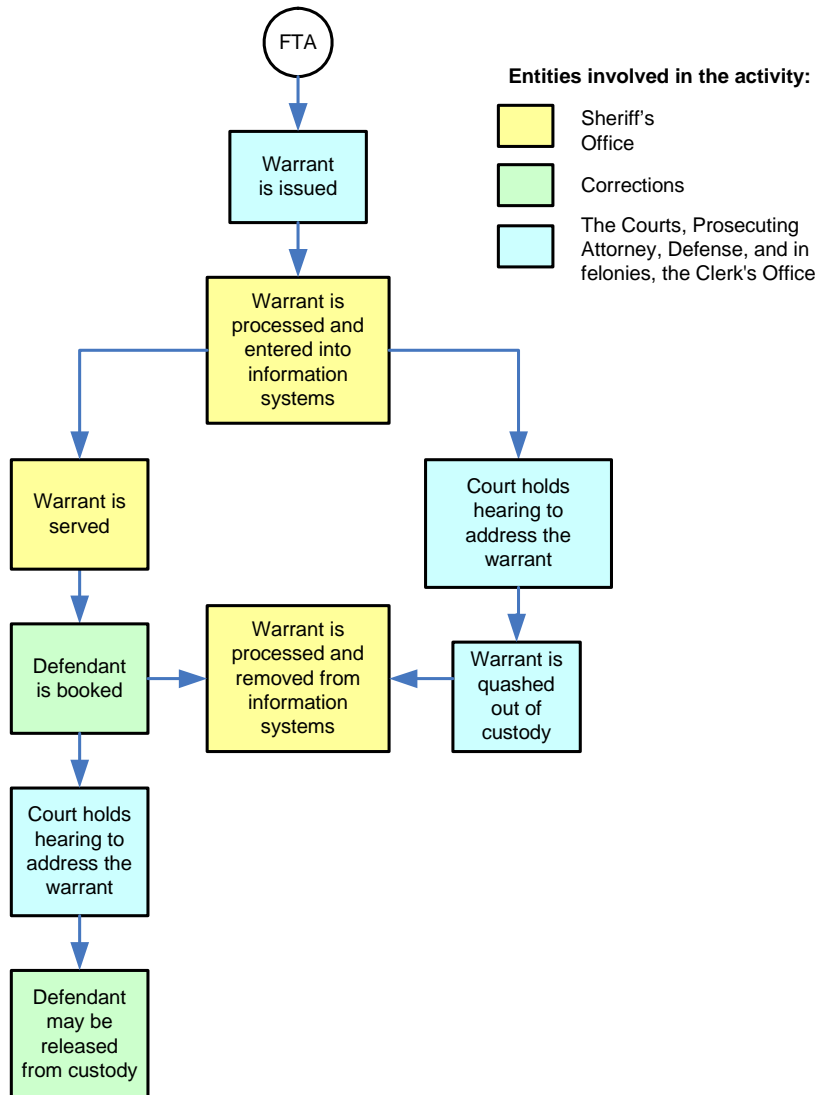 FTA
Entities involved in the activity:
Sheriff's
Office
Corrections
The Courts, Prosecuting
Attorney, Defense, and in
felonies, the Clerk's Office
Warrant
is issued
Warrant is
processed and
entered into
information
systems
Warrant is
served
Court holds
hearing to
address the
warrant
Defendant
is booked
Warrant is
processed and
removed from
information
systems
Warrant is
quashed
out of
custody
Court holds
hearing to
address the
warrant
Defendant
may be
released
from custody